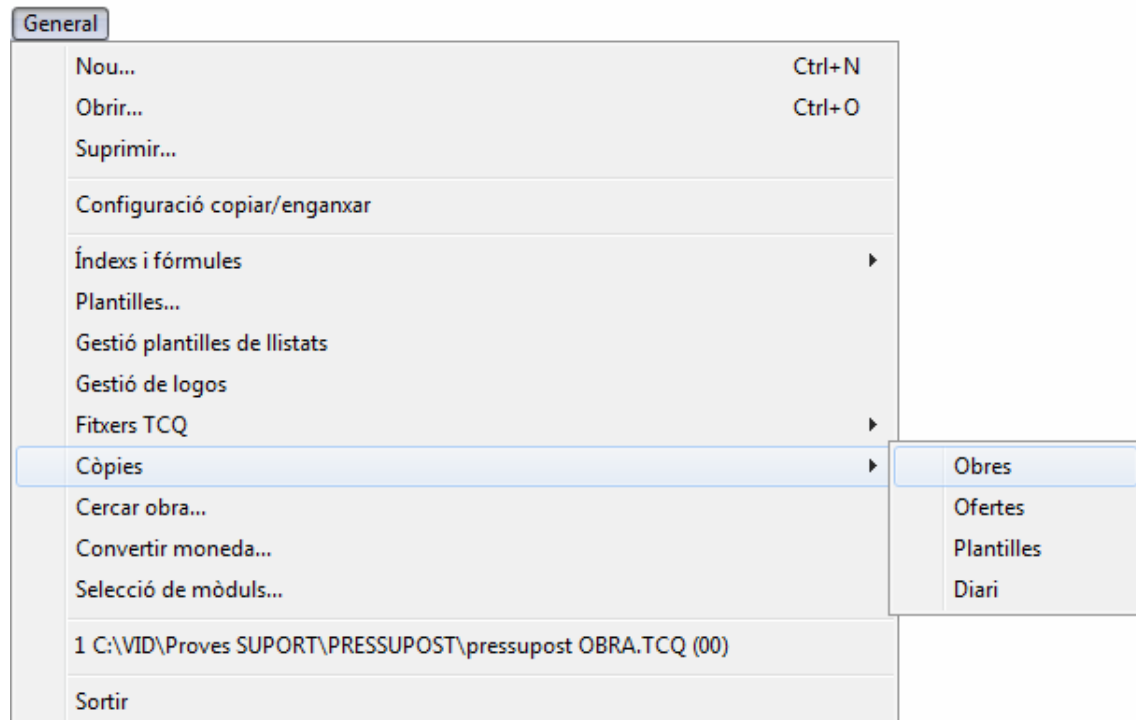 General
Nou... Ctrl+N
Obrir... Ctrl+O
Suprimir...
Configuració copiar/enganxar
Índexs i fórmules
Plantilles...
Gestió plantilles de llistats
Gestió de logos
Fitxers TCQ
Còpies Obres
Cercar obra... Ofertes
Convertir moneda... Plantilles
Selecció de mòduls... Diari
1 C:\VID\Proves SUPORT\PRESSUPOST\pressupost OBRA.TCQ (00)
Sortir